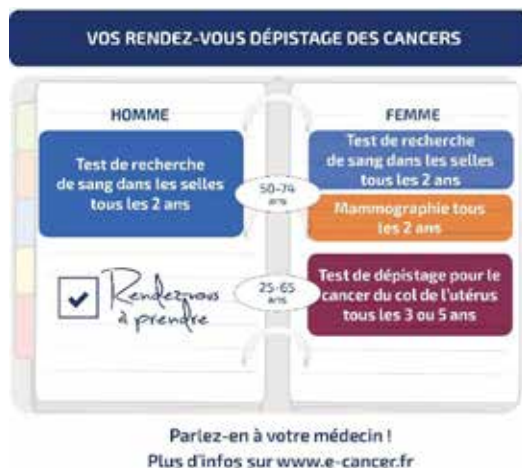 VOS RENDEZ-VOUS DÉPISTAGE DES CANCERS
HOMME
Test de recherche
de sang dans les selles
tous les 2 ans
Rendez-vous
à prendre
50-74
ans
25-65
ans
FEMME
Test de recherche
de sang dans les selles
tous les 2 ans
Mammographie tous
les 2 ans
Test de dépistage pour le
cancer du col de l'utérus
tous les 3 ou 5 ans
Parlez-en à votre médecin !
Plus d'infos sur www.e-cancer.fr